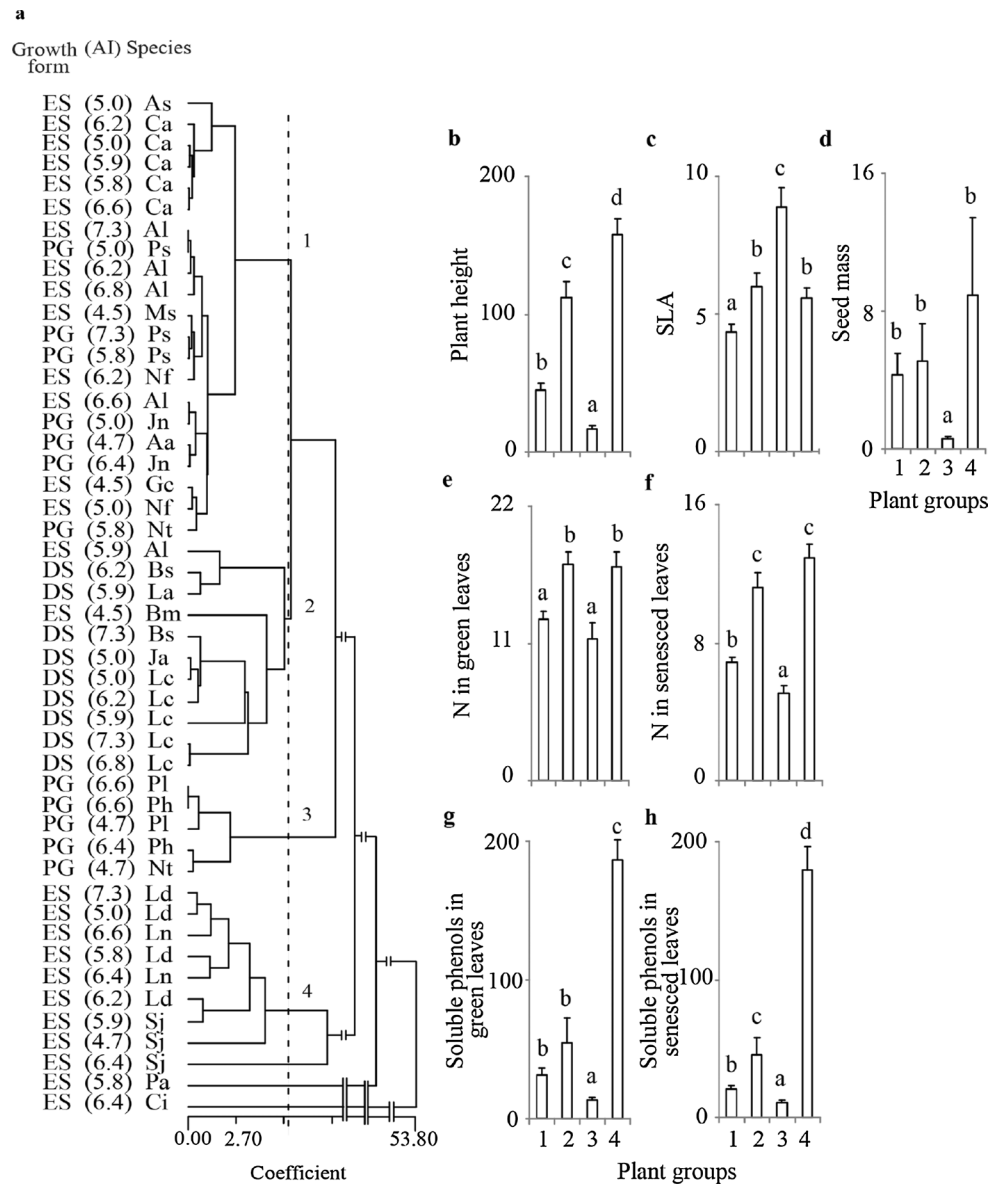 a
Growth (AI) Species
form
ES (5.0) As
ES (6.2) Ca
ES (5.0) Ca
ES (5.9) Ca
ES (5.8) Ca
ES (6.6) Ca
ES (7.3) Al
PG (5.0) Ps
ES (6.2) Al
ES (6.8) Al
ES (4.5) Ms
PG (7.3) Ps
PG (5.8) Ps
ES (6.2) Nf
ES (6.6) Al
PG (5.0) Jn
PG (4.7) Aa
PG (6.4) Jn
ES (4.5) Gc
ES (5.0) Nf
PG (5.8) Nt
ES (5.9) Al
DS (6.2) Bs
DS (5.9) La
ES (4.5) Bm
DS (7.3) Bs
DS (5.0) Ja
DS (5.0) Lc
DS (6.2) Lc
DS (5.9) Lc
DS (7.3) Lc
DS (6.8) Lc
PG (6.6) Pl
PG (6.6) Ph
PG (4.7) Pl
PG (6.4) Ph
PG (4.7) Nt
ES (7.3) Ld
ES (5.0) Ld
ES (6.6) Ln
ES (5.8) Ld
ES (6.4) Ln
ES (6.2) Ld
ES (5.9) Sj
ES (4.7) Sj
ES (6.4) Sj
ES (5.8) Pa
ES (6.4) Ci
1
2
3
4
0.00 2.70 53.80
Coefficient
b
Plant height
200
100
0
b c a d
c
SLA
10
5
0
a b c b
d
Seed mass
16
8
0
b b a b
1 2 3 4
Plant groups
e
N in green leaves
22
11
0
a b a b
f
N in senesced leaves
16
8
0
b c a c
g
Soluble phenols in
green leaves
200
100
0
b b a c
1 2 3 4
h
Soluble phenols in
senesced leaves
200
100
0
b c a d
1 2 3 4
Plant groups